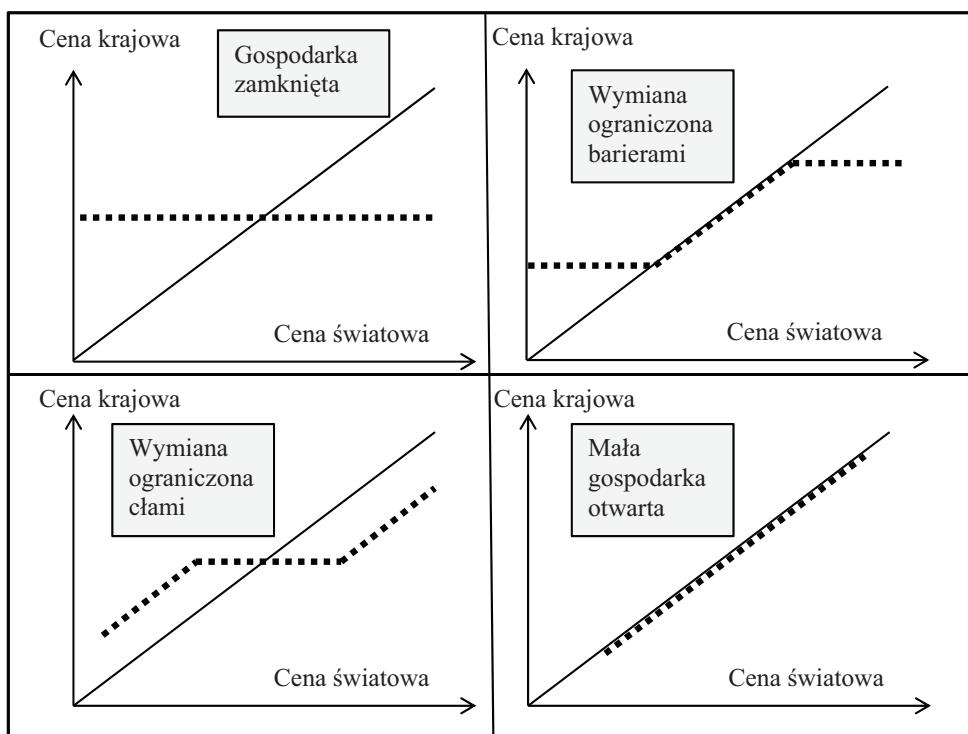 Cena krajowa
Gospodarka
zamknięta
Cena światowa
Cena krajowa
Wymiana
ograniczona
barierami
Cena światowa
Cena krajowa
Wymiana
ograniczona
cłami
Cena światowa
Cena krajowa
Mała
gospodarka
otwarta
Cena światowa